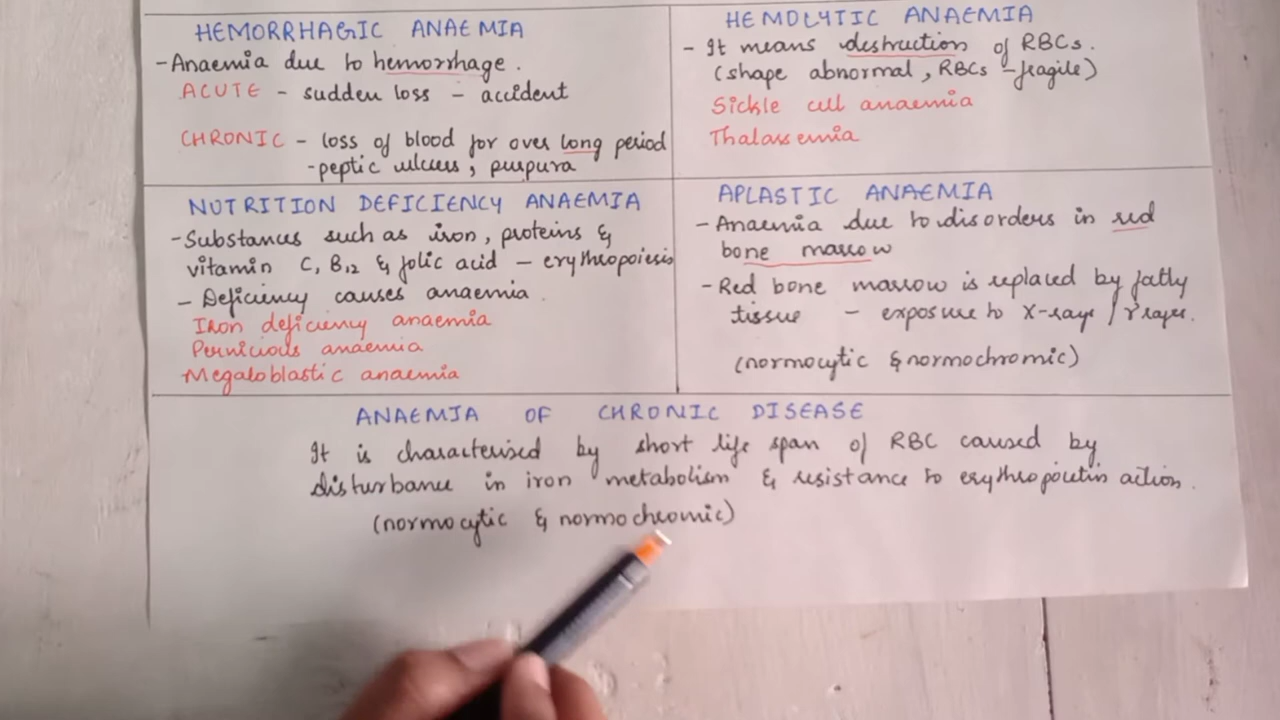 HEMORRHAGIC ANAEMIA
-Anaemia due to hemorrhage.
ACUTE - sudden loss - accident
CHRONIC - loss of blood for over long period
-peptic ulcers, purpura
HEMOLYTIC ANAEMIA
- It means destruction of RBCs.
(shape abnormal, RBCs - fragile)
Sickle cell anaemia
Thalassemia
NUTRITION DEFICIENCY ANAEMIA
-Substances such as iron, proteins &
vitamin C, B12 & folic acid - erythropoiesis
- Deficiency causes anaemia
Iron deficiency anaemia
Pernicious anaemia
Megaloblastic anaemia
APLASTIC ANAEMIA
- Anaemia due to disorders in red
bone marrow
- Red bone marrow is replaced by fatty
tissue - exposure to X-rays / γ rays.
(normocytic & normochromic)
ANAEMIA OF CHRONIC DISEASE
It is characterised by short life span of RBC caused by
disturbance in iron metabolism & resistance to erythropoietin action.
(normocytic & normochromic)